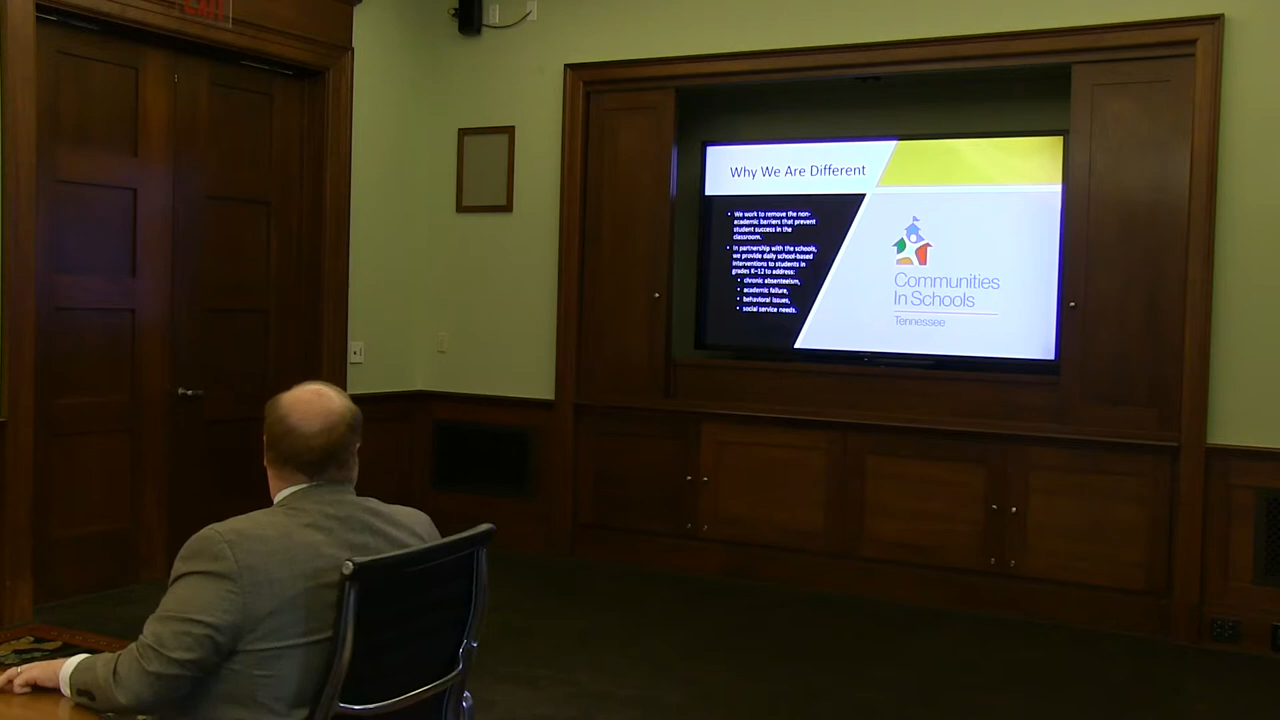 EXIT
Why We Are Different
• We work to remove the non-
academic barriers that prevent
student success in the
classroom.
• In partnership with the schools,
we provide daily school-based
interventions to students in
grades K-12 to address:
• chronic absenteeism,
• academic failure,
• behavioral issues,
• social service needs.
Communities
In Schools
Tennessee